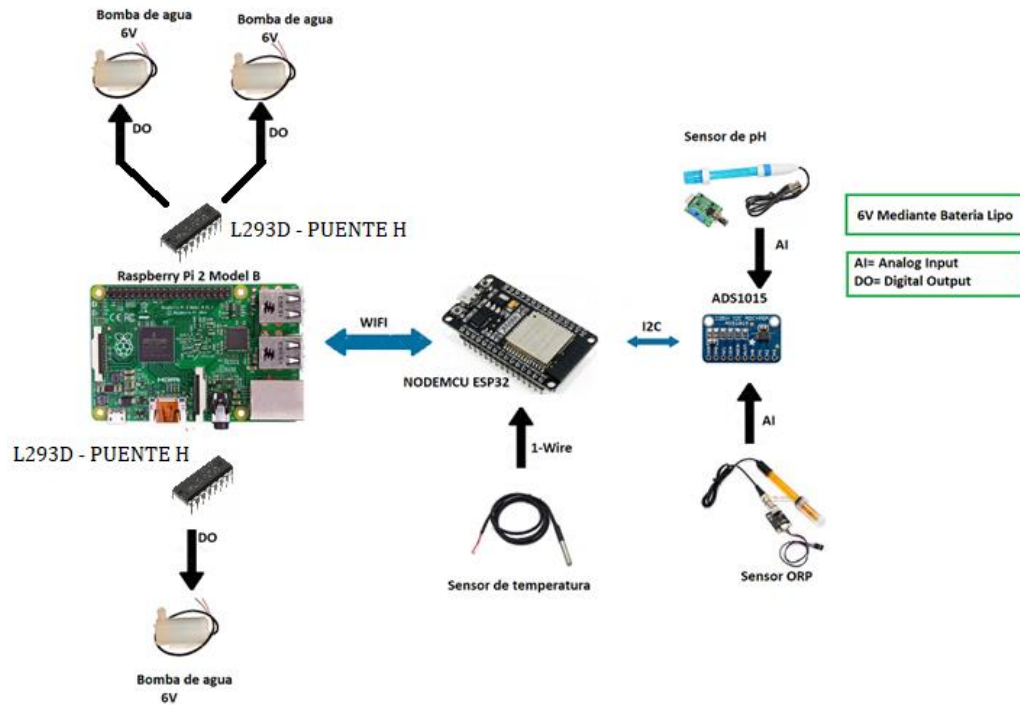 Bomba de agua
6V
Bomba de agua
6V
DO
DO
L293D - PUENTE H
Raspberry Pi 2 Model B
WIFI
NODEMCU ESP32
I2C
Sensor de pH
AI
ADS1015
6V Mediante Bateria Lipo
AI= Analog Input
DO= Digital Output
L293D - PUENTE H
DO
1-Wire
AI
Sensor de temperatura
Sensor ORP
Bomba de agua
6V